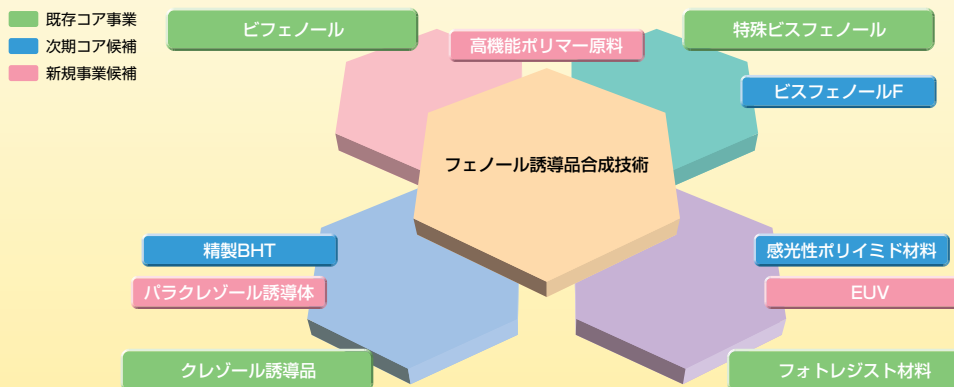 既存コア事業
次期コア候補
新規事業候補
ビフェノール
高機能ポリマー原料
特殊ビスフェノール
ビスフェノールF
フェノール誘導品合成技術
精製BHT
パラクレゾール誘導体
クレゾール誘導品
感光性ポリイミド材料
EUV
フォトレジスト材料